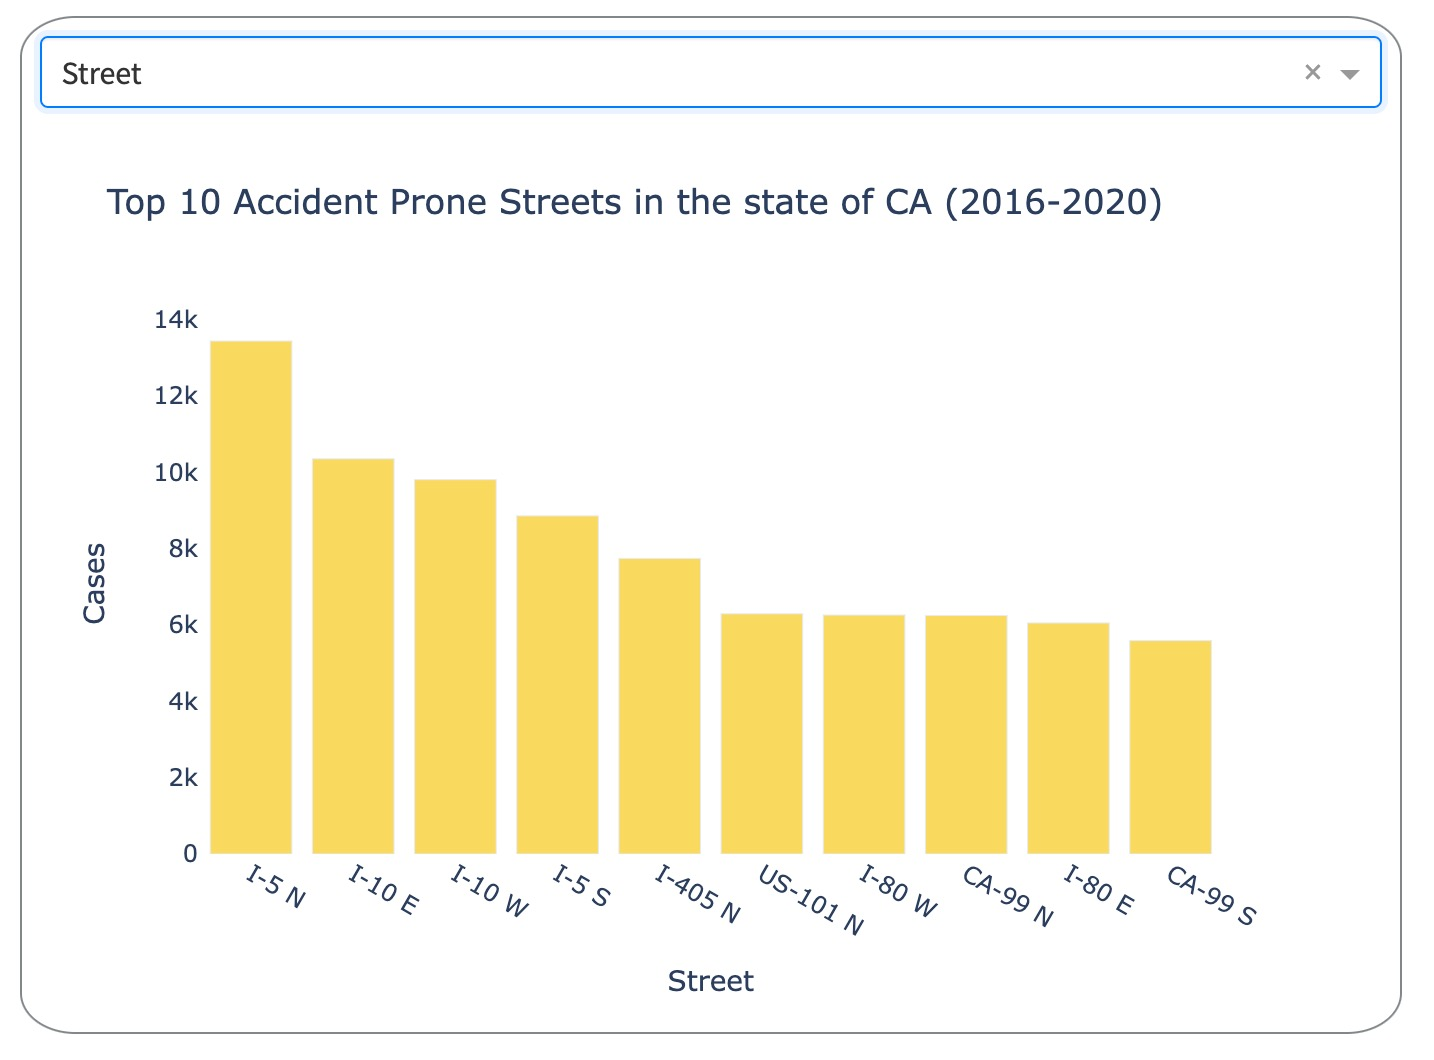 Street
×
Top 10 Accident Prone Streets in the state of CA (2016-2020)
14k
12k
10k
8k
6k
4k
2k
0
Cases
I-5 N
I-10 E
I-10 W
I-5 S
I-405 N
US-101 N
I-80 W
CA-99 N
I-80 E
CA-99 S
Street